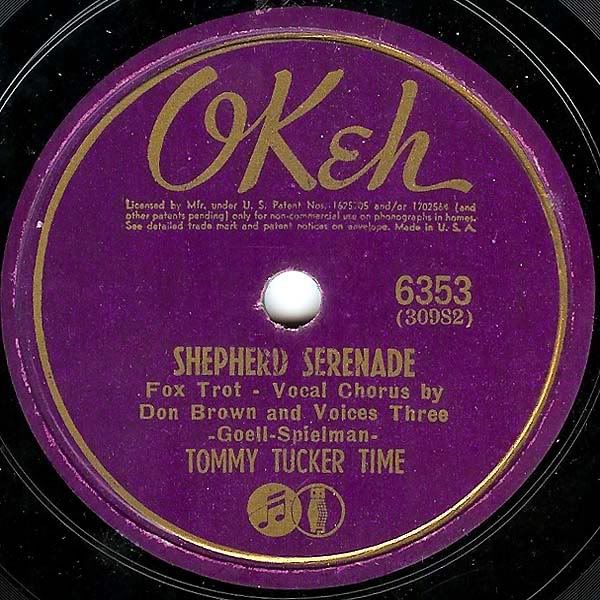 OKeh
Licensed by Mfr. under U. S. Patent Nos. 1625705 and/or 1702564 (and
other patents pending) only for non-commercial use on phonographs in homes.
See detailed trade mark and patent notices on envelope. Made in U. S. A.
6353
(30982)
SHEPHERD SERENADE
Fox Trot - Vocal Chorus by
Don Brown and Voices Three
-Goell-Spielman-
TOMMY TUCKER TIME